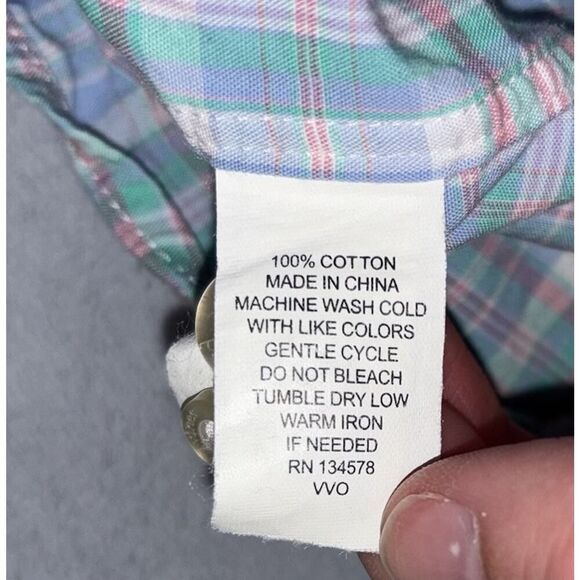 100% COTTON
MADE IN CHINA
MACHINE WASH COLD
WITH LIKE COLORS
GENTLE CYCLE
DO NOT BLEACH
TUMBLE DRY LOW
WARM IRON
IF NEEDED
RN 134578
VVO